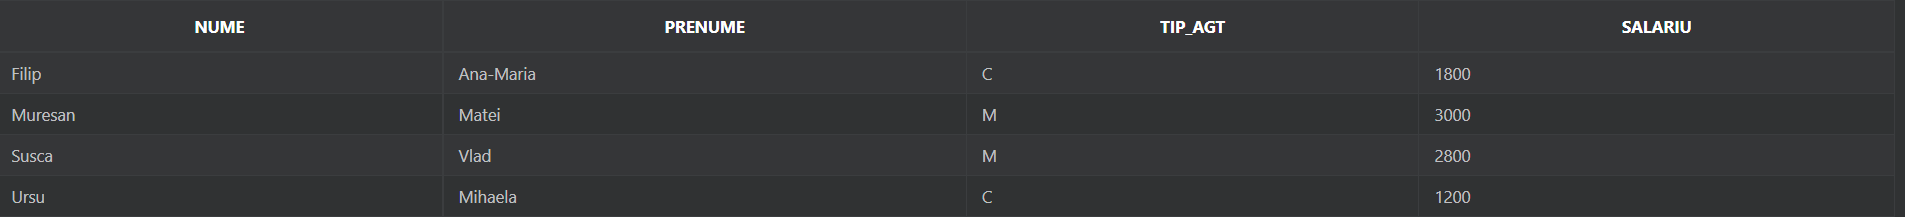 NUME PRENUME TIP_AGT SALARIU
Filip Ana-Maria C 1800
Muresan Matei M 3000
Susca Vlad M 2800
Ursu Mihaela C 1200